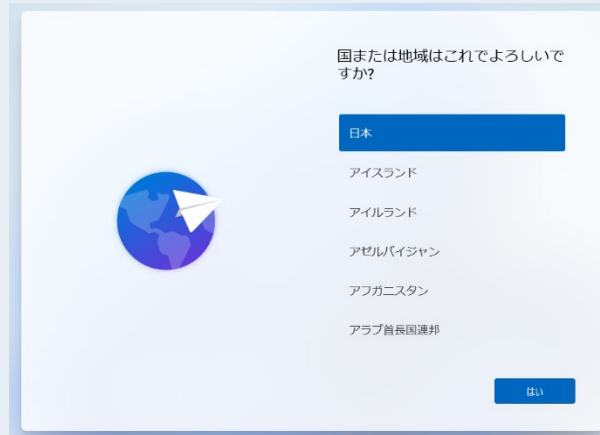 国または地域はこれでよろしいで
すか?
日本
アイスランド
アイルランド
アゼルバイジャン
アフガニスタン
アラブ首長国連邦
はい